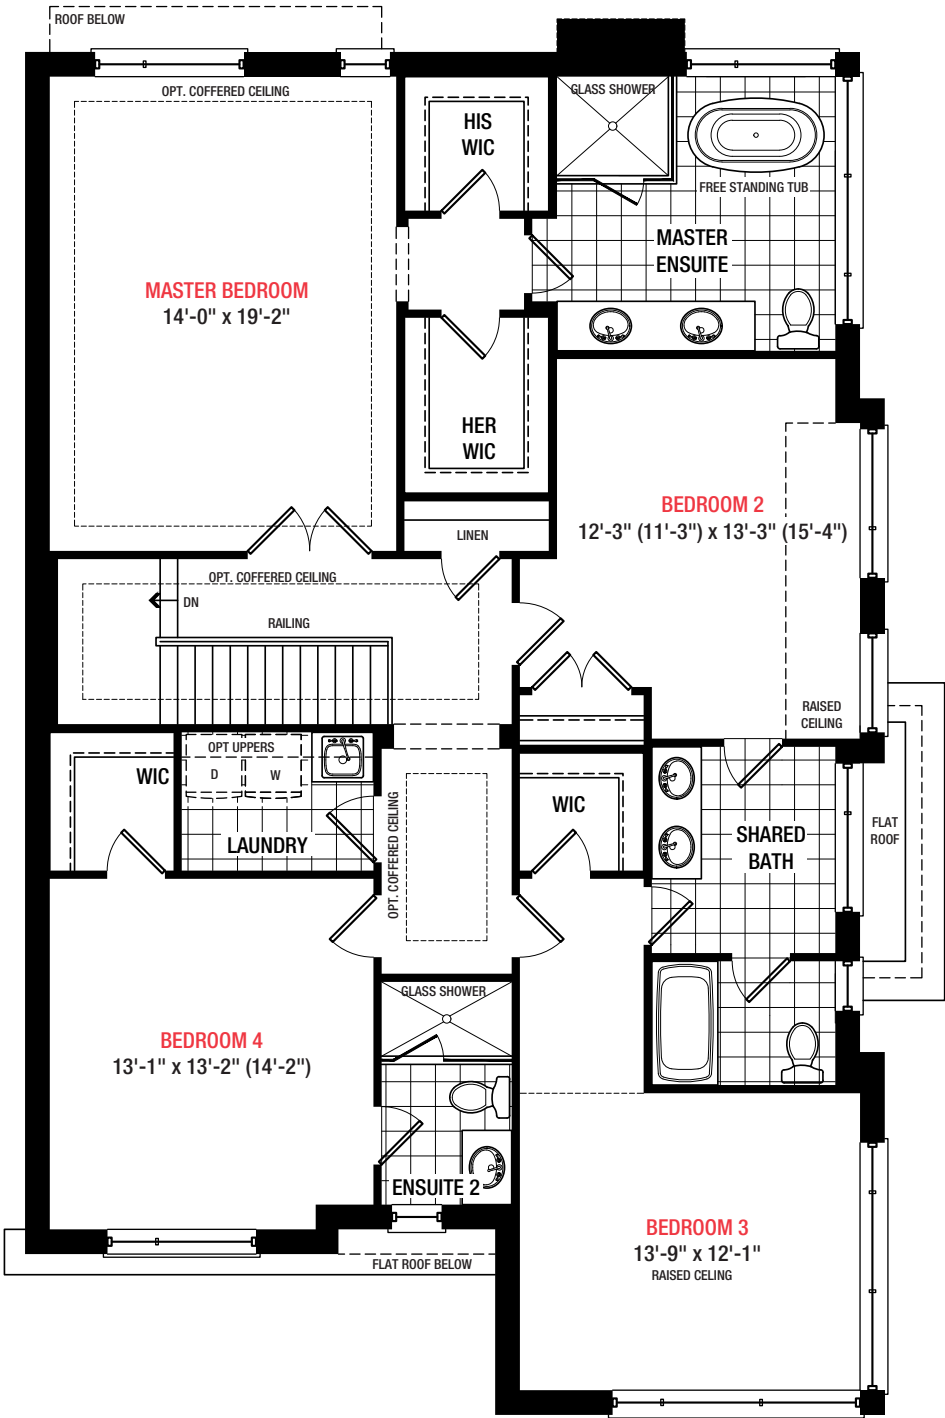 ROOF BELOW
OPT. COFFERED CEILING
GLASS SHOWER
HIS
WIC
FREE STANDING TUB
MASTER
ENSUITE
MASTER BEDROOM
14'-0" x 19'-2"
HER
WIC
BEDROOM 2
12'-3" (11'-3") x 13'-3" (15'-4")
LINEN
OPT. COFFERED CEILING
DN
RAILING
RAISED
CEILING
OPT UPPERS
D
W
WIC
LAUNDRY
OPT. COFFERED CEILING
WIC
SHARED
BATH
FLAT
ROOF
GLASS SHOWER
BEDROOM 4
13'-1" x 13'-2" (14'-2")
ENSUITE 2
BEDROOM 3
13'-9" x 12'-1"
RAISED CELING
FLAT ROOF BELOW